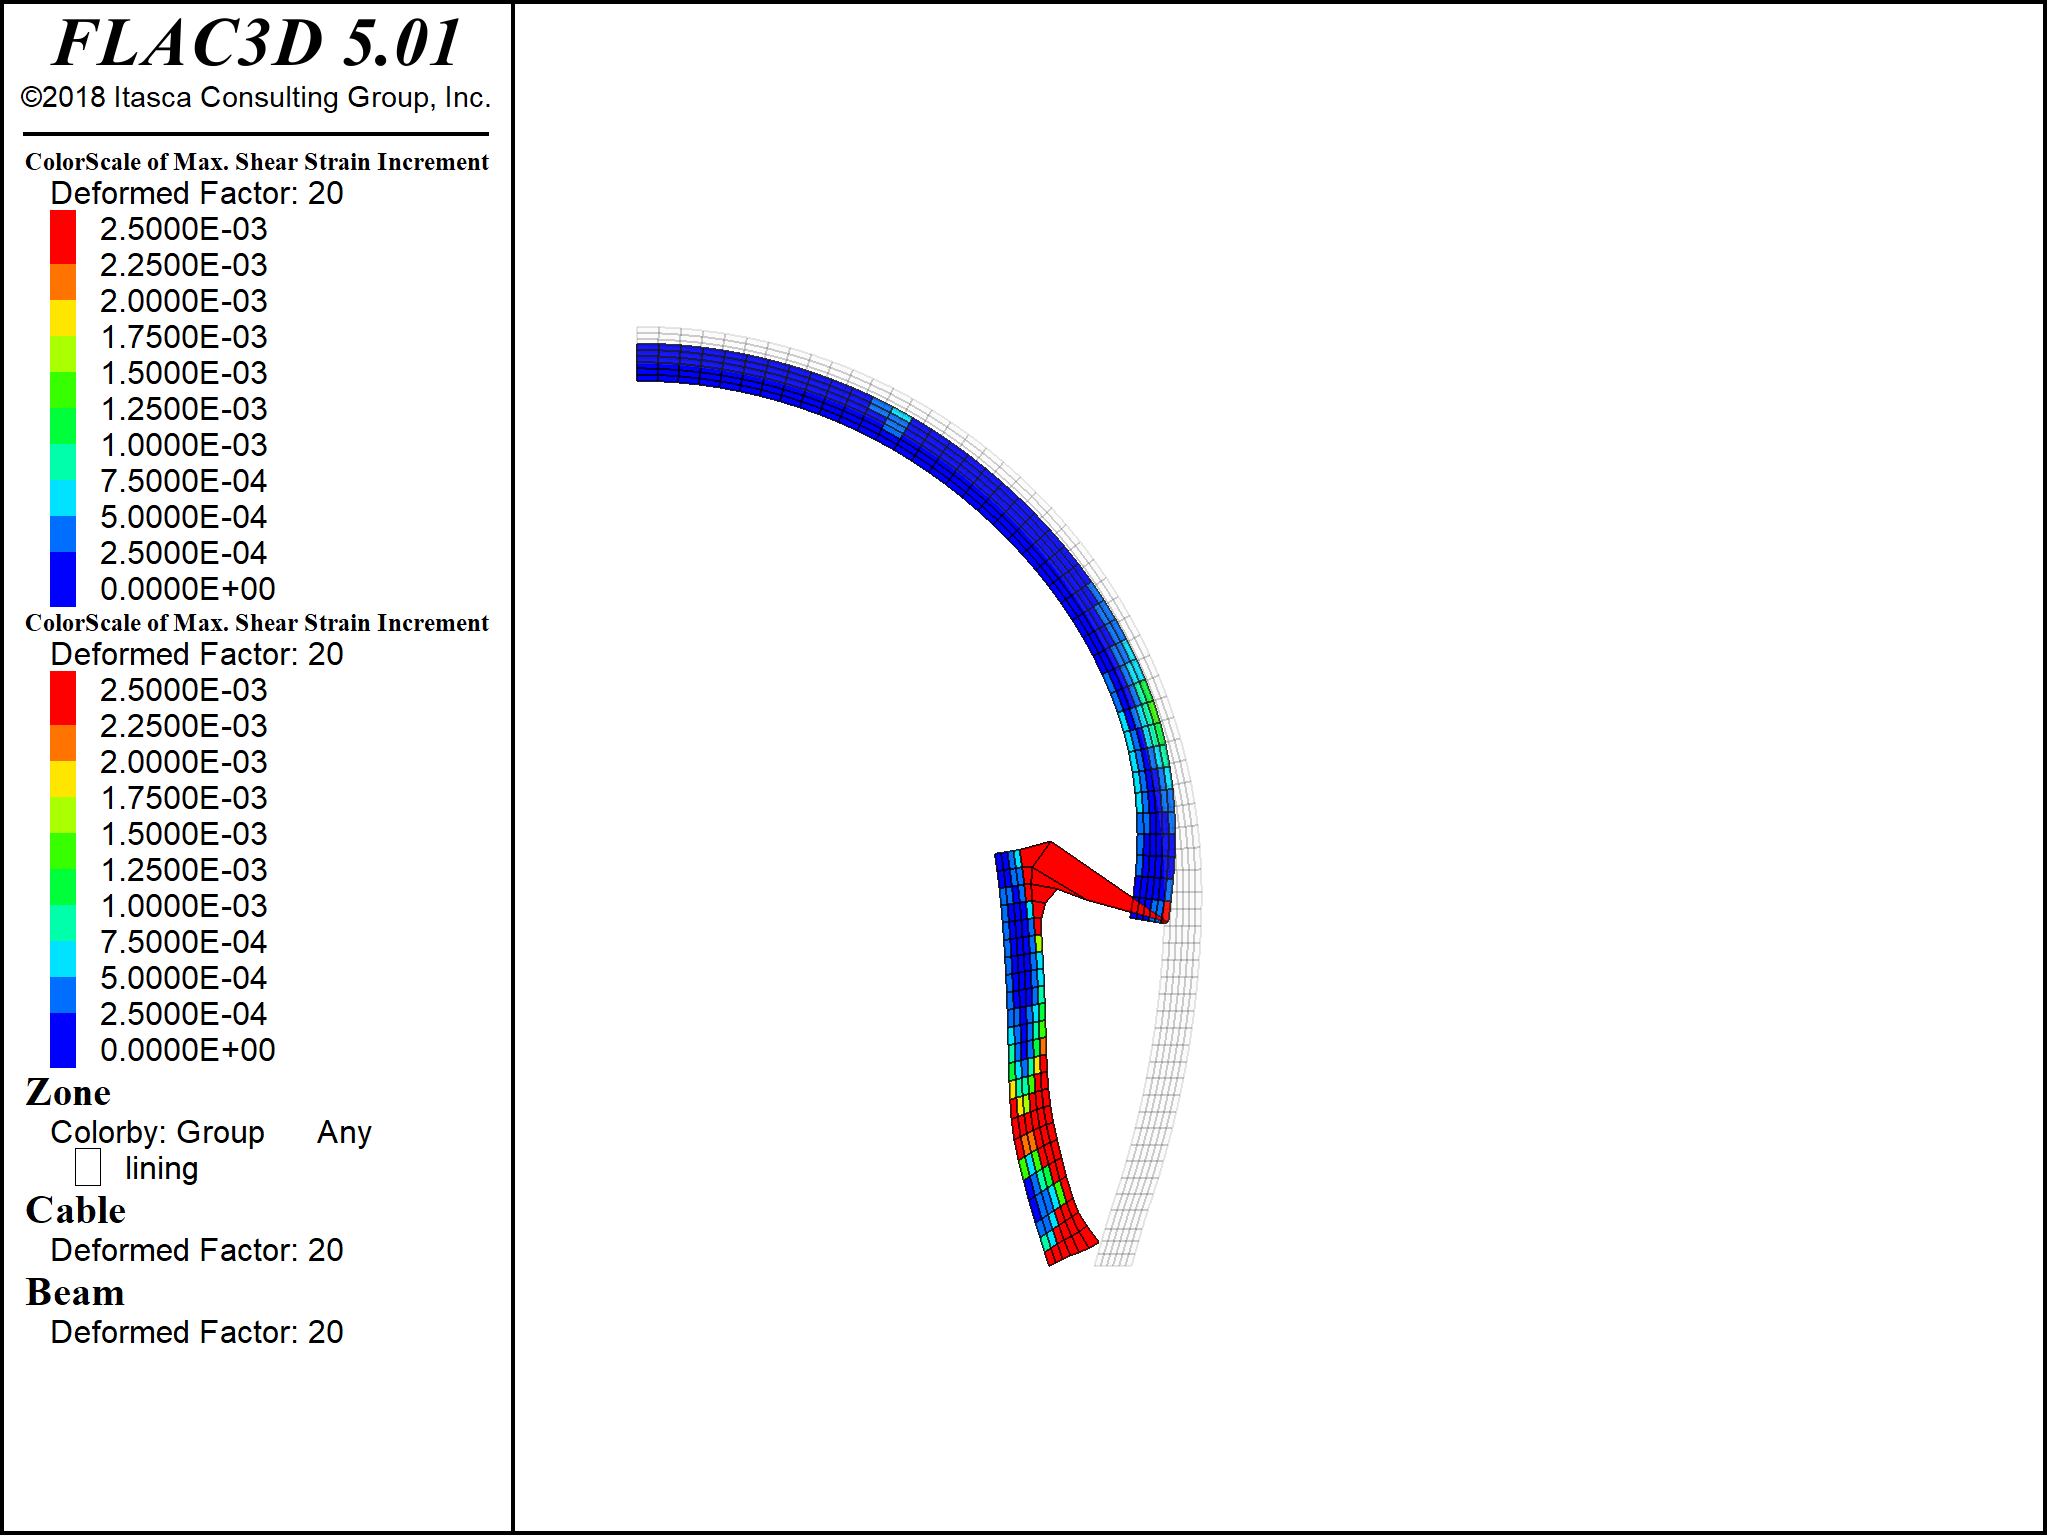 FLAC3D 5.01
©2018 Itasca Consulting Group, Inc.
ColorScale of Max. Shear Strain Increment
Deformed Factor: 20
2.5000E-03
2.2500E-03
2.0000E-03
1.7500E-03
1.5000E-03
1.2500E-03
1.0000E-03
7.5000E-04
5.0000E-04
2.5000E-04
0.0000E+00
ColorScale of Max. Shear Strain Increment
Deformed Factor: 20
2.5000E-03
2.2500E-03
2.0000E-03
1.7500E-03
1.5000E-03
1.2500E-03
1.0000E-03
7.5000E-04
5.0000E-04
2.5000E-04
0.0000E+00
Zone
Colorby: Group Any
lining
Cable
Deformed Factor: 20
Beam
Deformed Factor: 20